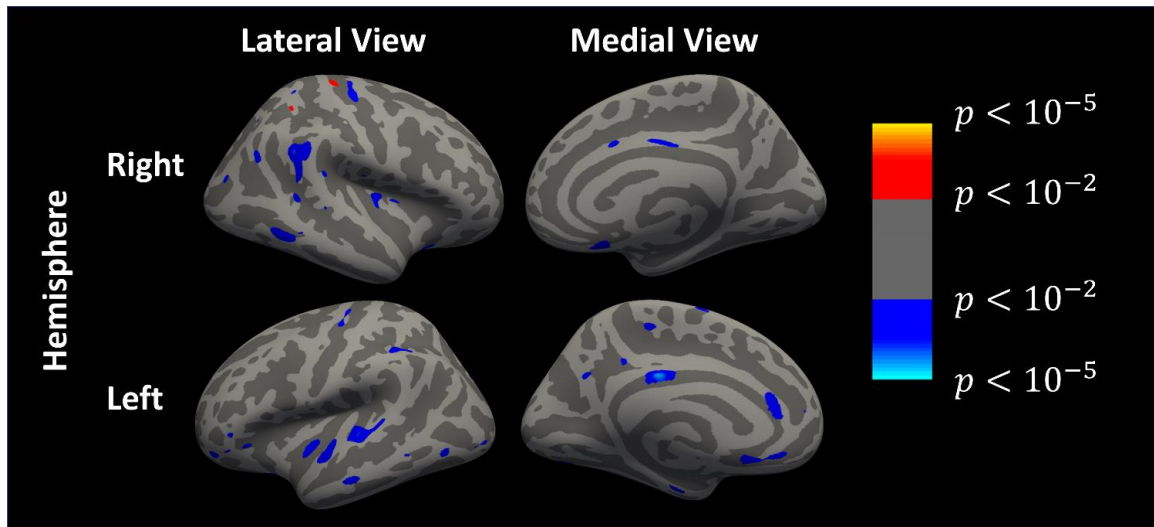 Lateral View Medial View
p < 10⁻⁵
Right
p < 10⁻²
Hemisphere
p < 10⁻²
Left
p < 10⁻⁵